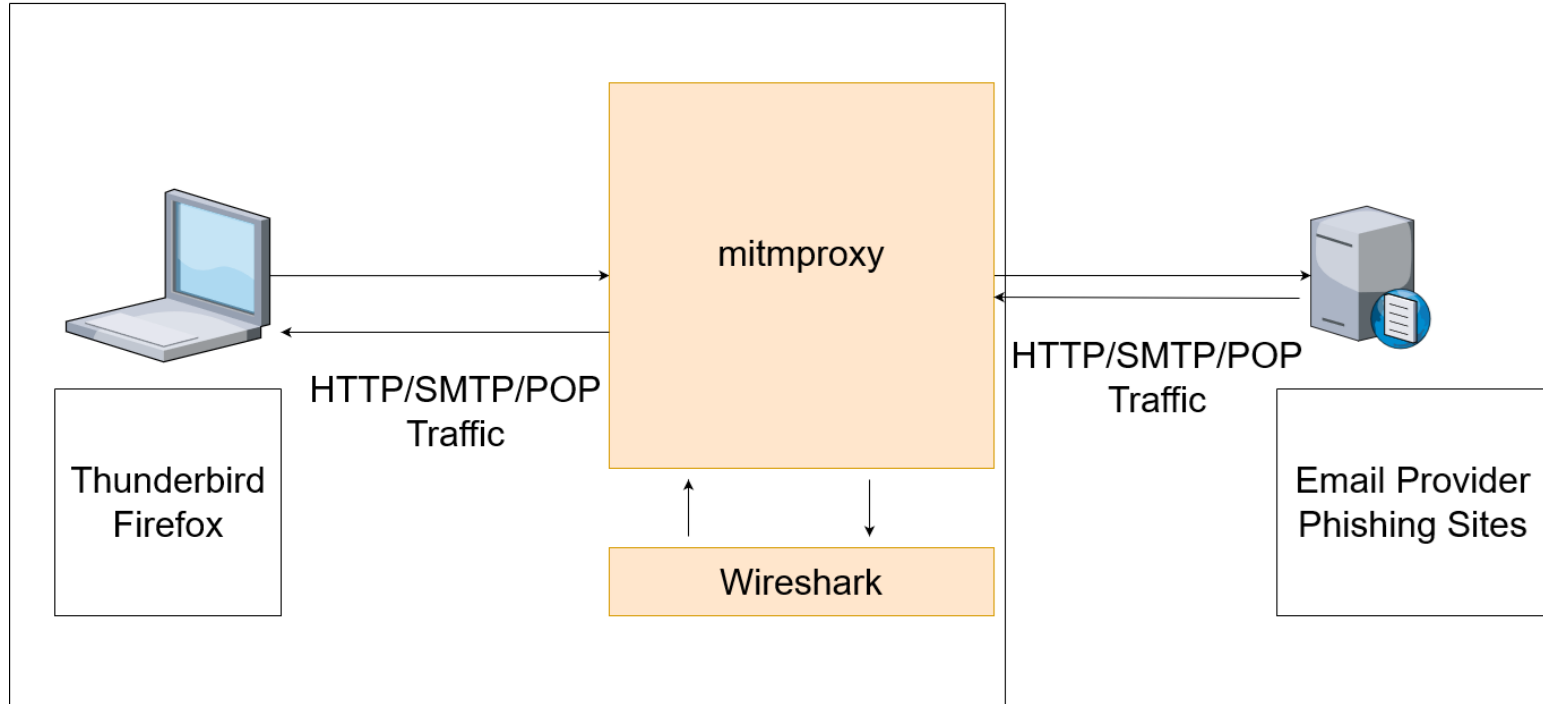 mitmproxy
HTTP/SMTP/POP
Traffic
HTTP/SMTP/POP
Traffic
Thunderbird
Firefox
Email Provider
Phishing Sites
Wireshark